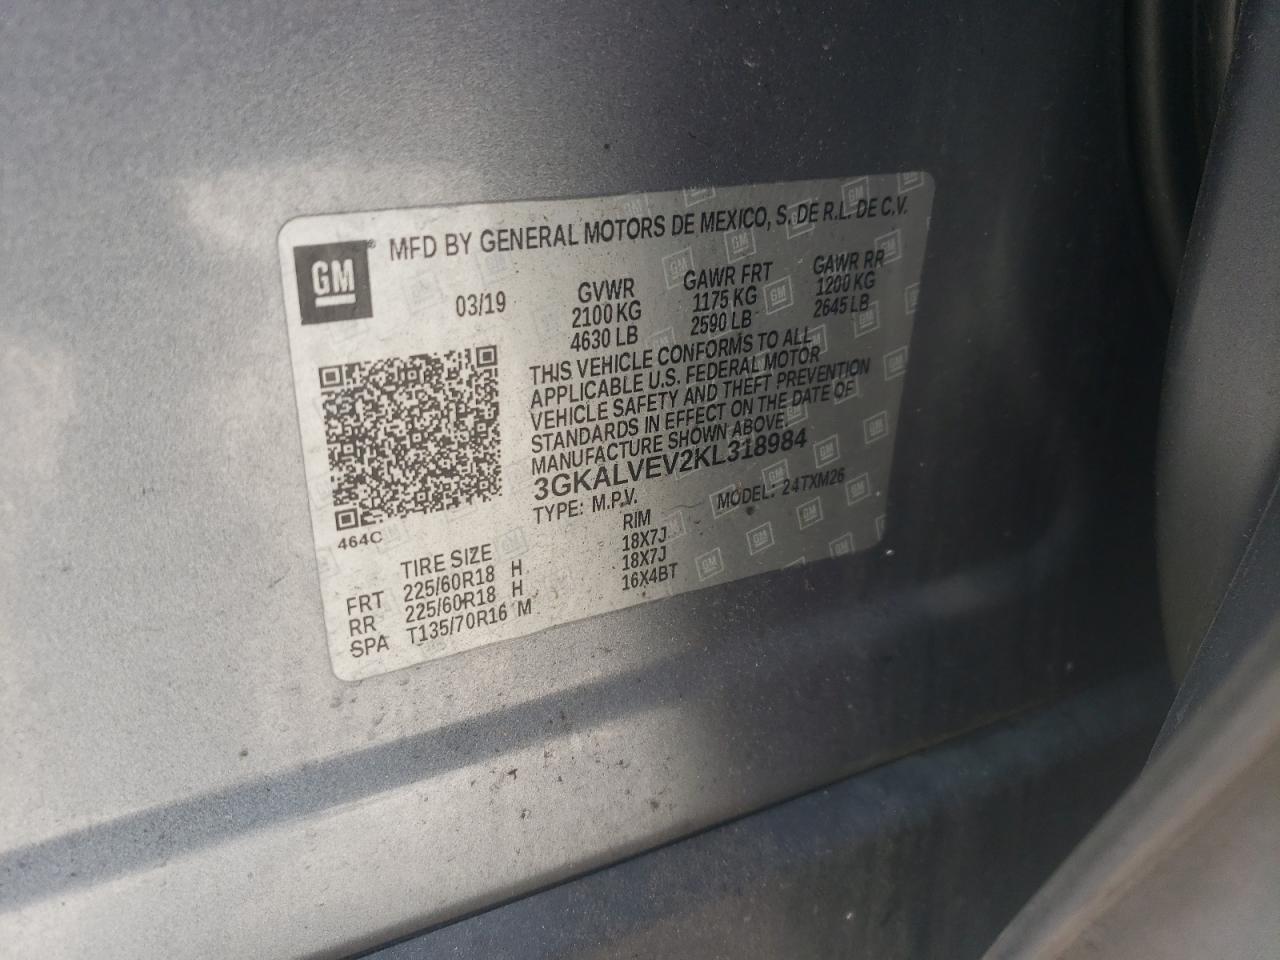 GM
MFD BY GENERAL MOTORS DE MEXICO, S. DE R.L. DE C.V.
03/19
GVWR GAWR FRT GAWR RR
2100 KG 1175 KG 1200 KG
4630 LB 2590 LB 2645 LB
THIS VEHICLE CONFORMS TO ALL
APPLICABLE U.S. FEDERAL MOTOR
VEHICLE SAFETY AND THEFT PREVENTION
STANDARDS IN EFFECT ON THE DATE OF
MANUFACTURE SHOWN ABOVE.
3GKALVEV2KL318984
TYPE: M.P.V. MODEL: 24TXM26
464C
TIRE SIZE RIM
FRT 225/60R18 H 18X7J
RR 225/60R18 H 18X7J
SPA T135/70R16 M 16X4BT